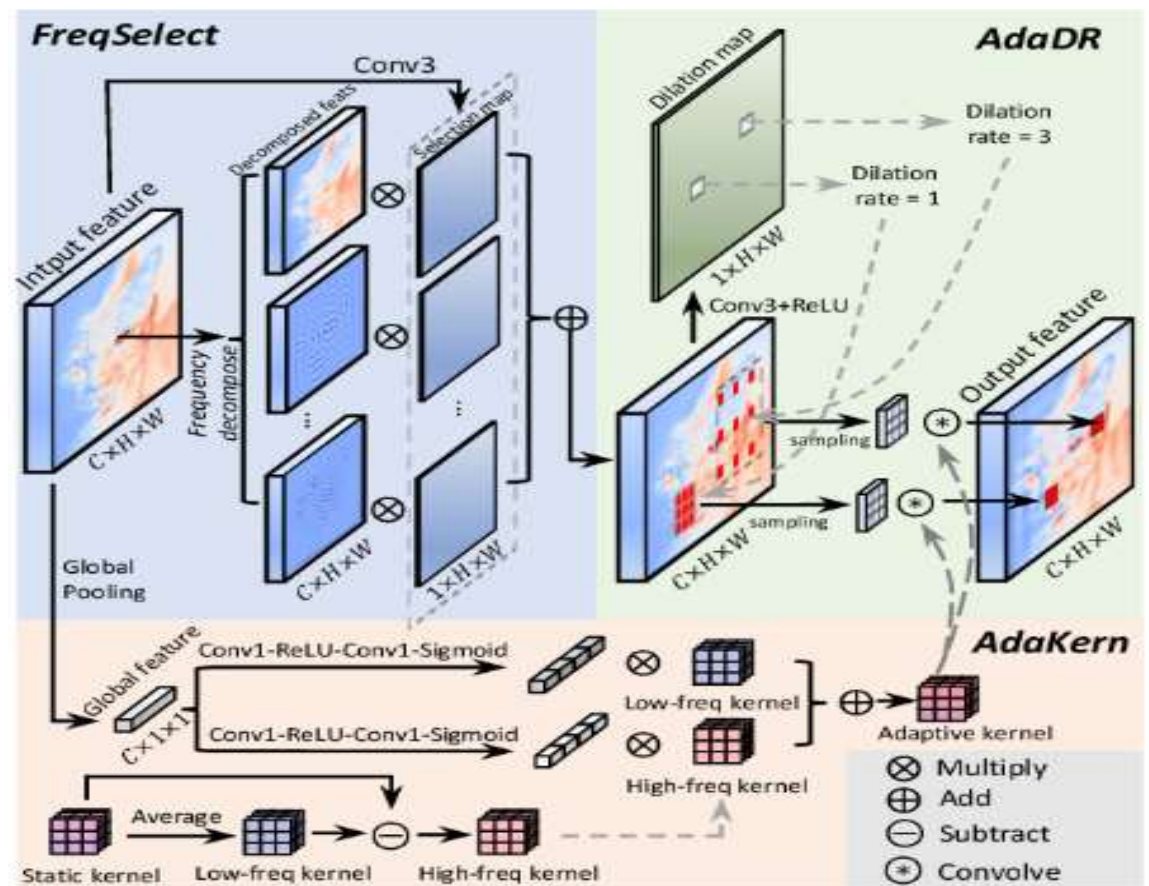 FreqSelect
Conv3
Decomposed feats
Selection map
Intput feature
C×H×W
Frequency
decompose
...
...
C×H×W
1×H×W
Global
Pooling
AdaDR
Dilation map
Dilation
rate = 3
Dilation
rate = 1
1×H×W
Conv3+ReLU
Output feature
sampling
sampling
C×H×W
C×H×W
AdaKern
Global feature
C×1×1
Conv1-ReLU-Conv1-Sigmoid
Conv1-ReLU-Conv1-Sigmoid
Low-freq kernel
High-freq kernel
Adaptive kernel
Average
Static kernel
Low-freq kernel
High-freq kernel
Multiply
Add
Subtract
Convolve